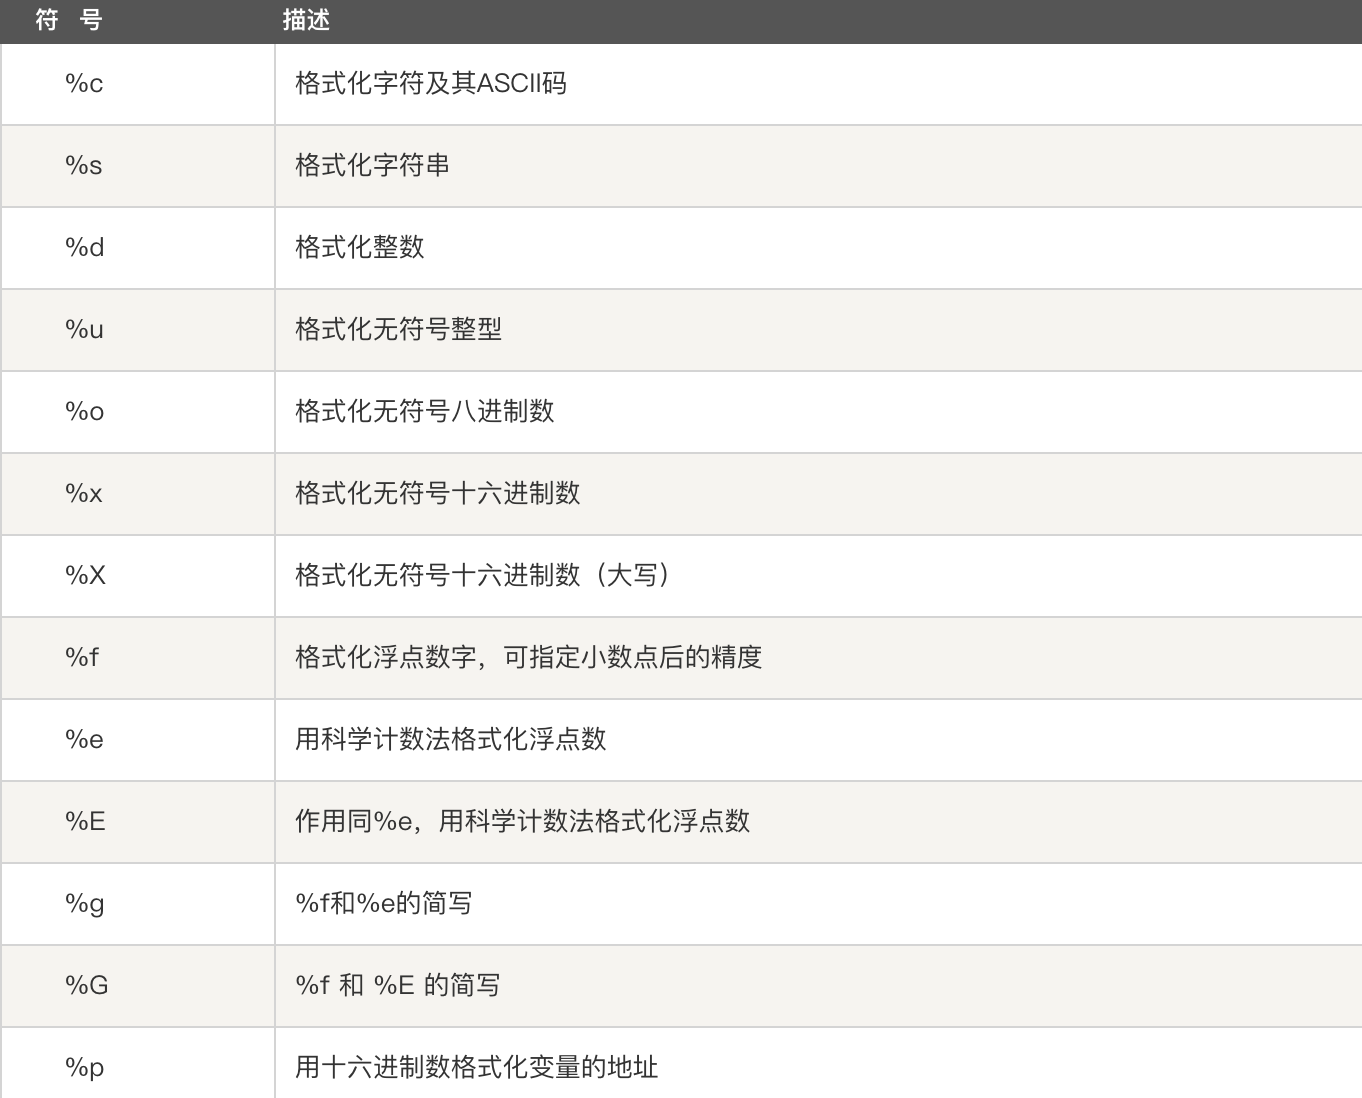 符 号 描述
%c 格式化字符及其ASCII码
%s 格式化字符串
%d 格式化整数
%u 格式化无符号整型
%o 格式化无符号八进制数
%x 格式化无符号十六进制数
%X 格式化无符号十六进制数（大写）
%f 格式化浮点数字，可指定小数点后的精度
%e 用科学计数法格式化浮点数
%E 作用同%e，用科学计数法格式化浮点数
%g %f和%e的简写
%G %f 和 %E 的简写
%p 用十六进制数格式化变量的地址